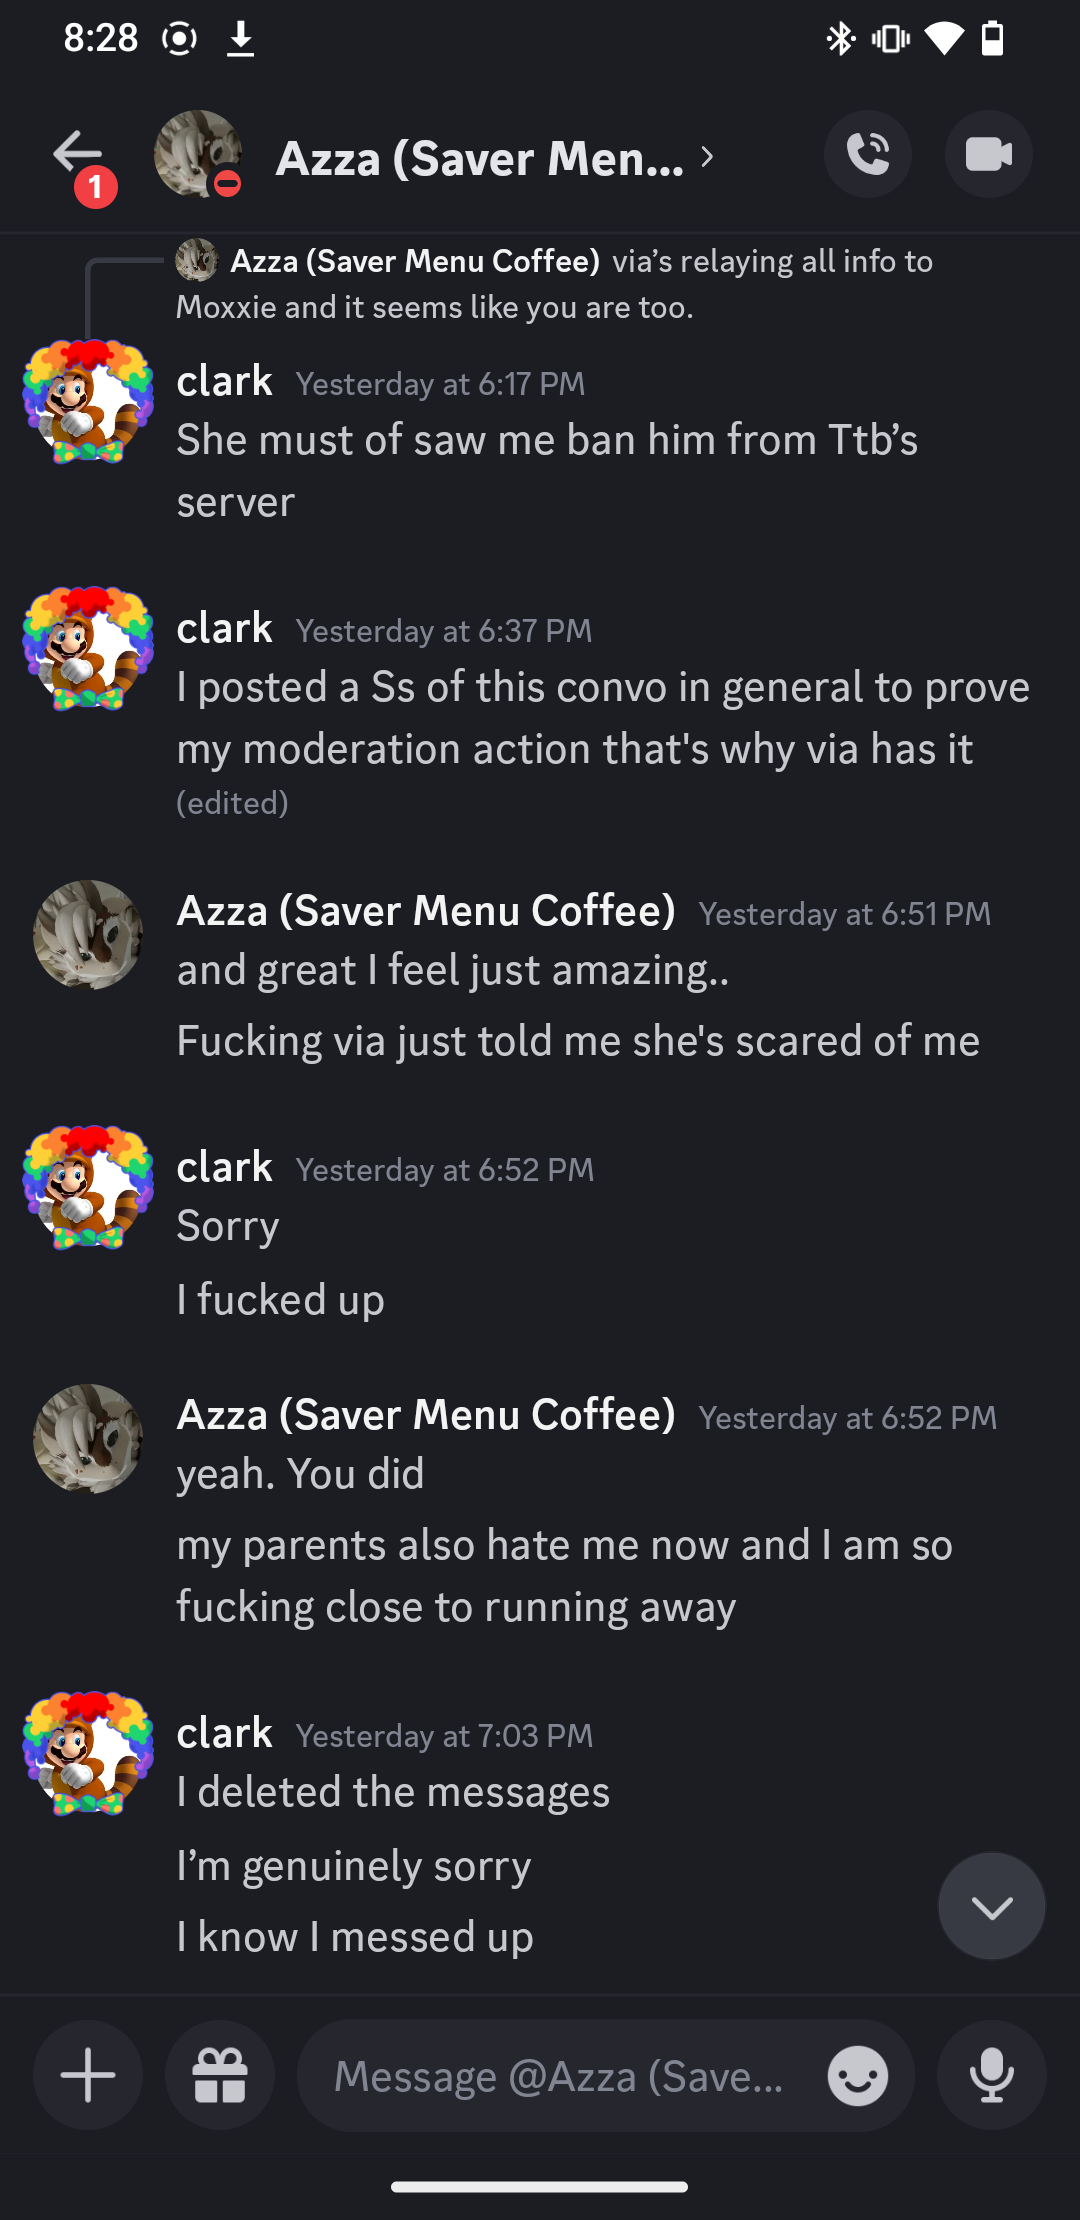 8:28
1
Azza (Saver Men...
Azza (Saver Menu Coffee) via’s relaying all info to
Moxxie and it seems like you are too.
clark Yesterday at 6:17 PM
She must of saw me ban him from Ttb’s
server
clark Yesterday at 6:37 PM
I posted a Ss of this convo in general to prove
my moderation action that's why via has it
(edited)
Azza (Saver Menu Coffee) Yesterday at 6:51 PM
and great I feel just amazing..
Fucking via just told me she's scared of me
clark Yesterday at 6:52 PM
Sorry
I fucked up
Azza (Saver Menu Coffee) Yesterday at 6:52 PM
yeah. You did
my parents also hate me now and I am so
fucking close to running away
clark Yesterday at 7:03 PM
I deleted the messages
I’m genuinely sorry
I know I messed up
Message @Azza (Save...